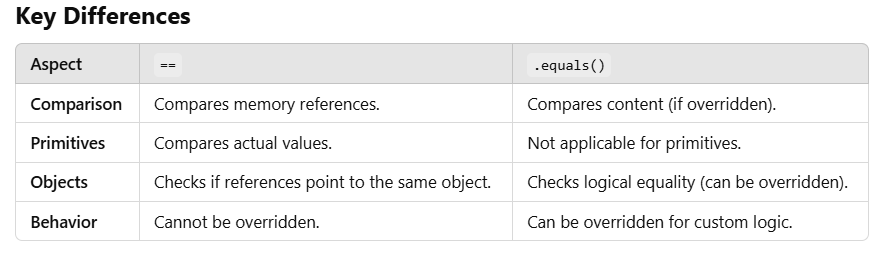 Key Differences
Aspect == .equals()
Comparison Compares memory references. Compares content (if overridden).
Primitives Compares actual values. Not applicable for primitives.
Objects Checks if references point to the same object. Checks logical equality (can be overridden).
Behavior Cannot be overridden. Can be overridden for custom logic.